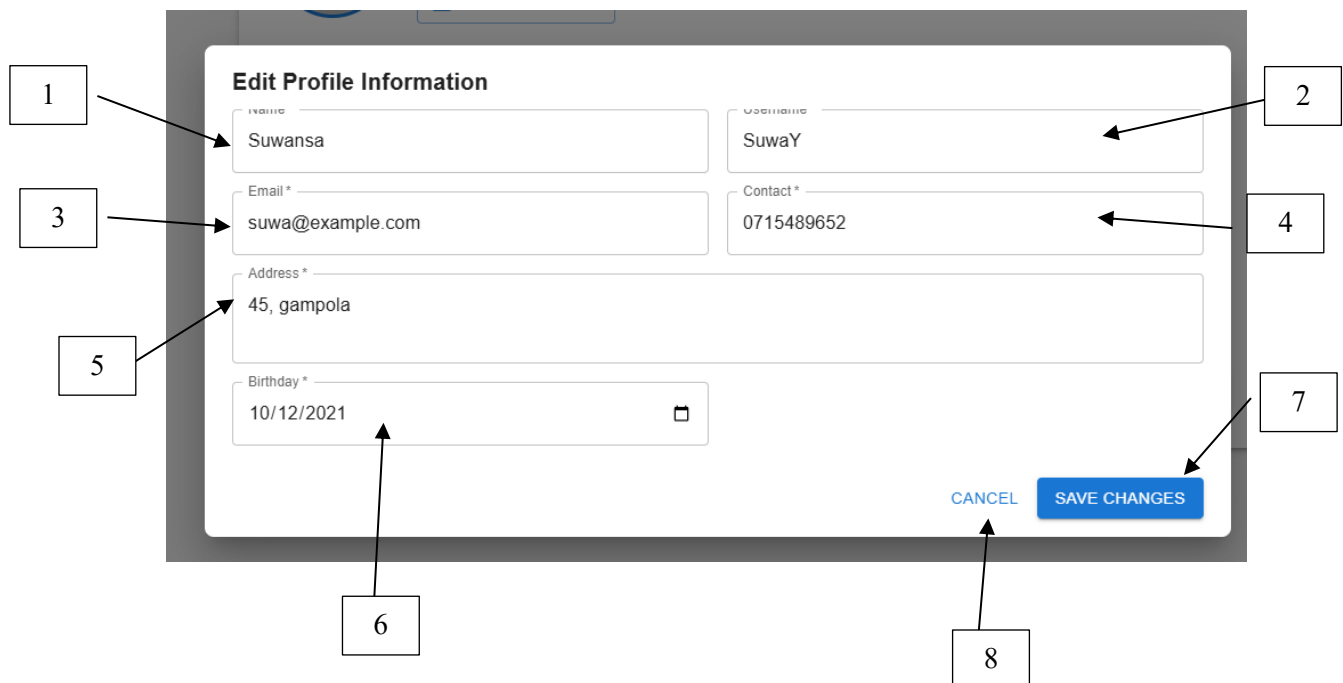 Edit Profile Information
1
2
Name
Username
Suwansa
SuwaY
3
Email *
Contact *
4
suwa@example.com
0715489652
Address *
45, gampola
5
Birthday *
10/12/2021
7
CANCEL
SAVE CHANGES
6
8